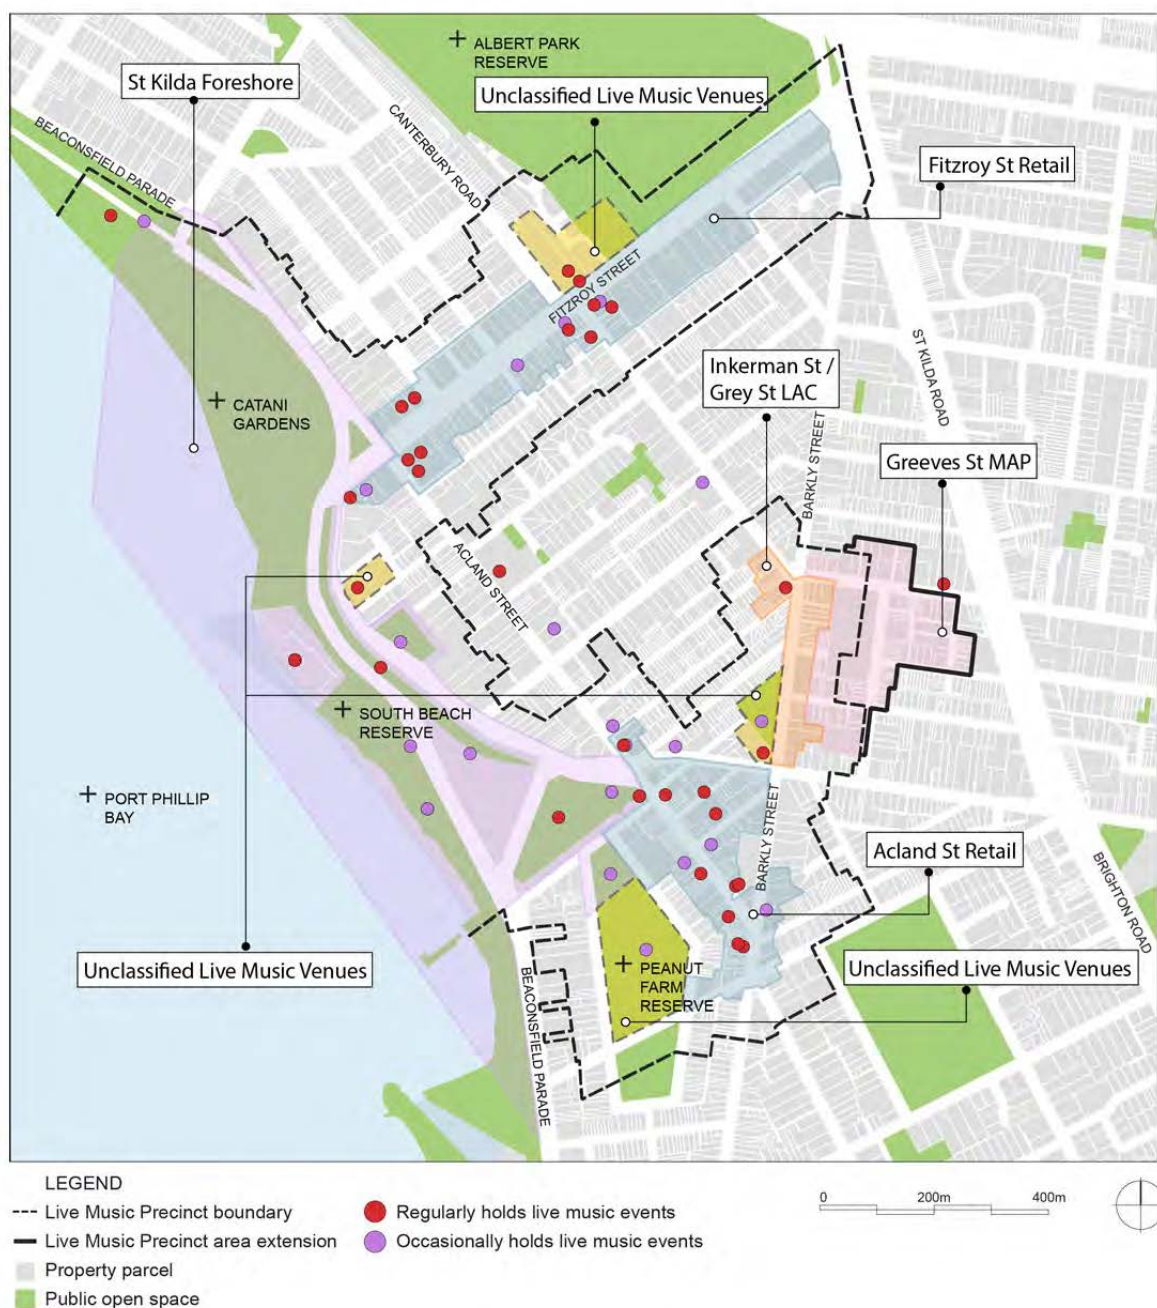 ALBERT PARK
RESERVE
St Kilda Foreshore
Unclassified Live Music Venues
BEACONSFIELD PARADE
CANTERBURY ROAD
Fitzroy St Retail
FITZROY STREET
ST KILDA ROAD
Inkerman St /
Grey St LAC
CATANI
GARDENS
BARKLY STREET
Greeves St MAP
ACLAND STREET
SOUTH BEACH
RESERVE
PORT PHILLIP
BAY
BARKLY STREET
Acland St Retail
BRIGHTON ROAD
Unclassified Live Music Venues
PEANUT
FARM
RESERVE
Unclassified Live Music Venues
BEACONSFIELD PARADE
LEGEND
Live Music Precinct boundary
Live Music Precinct area extension
Property parcel
Public open space
Regularly holds live music events
Occasionally holds live music events
0 200m 400m